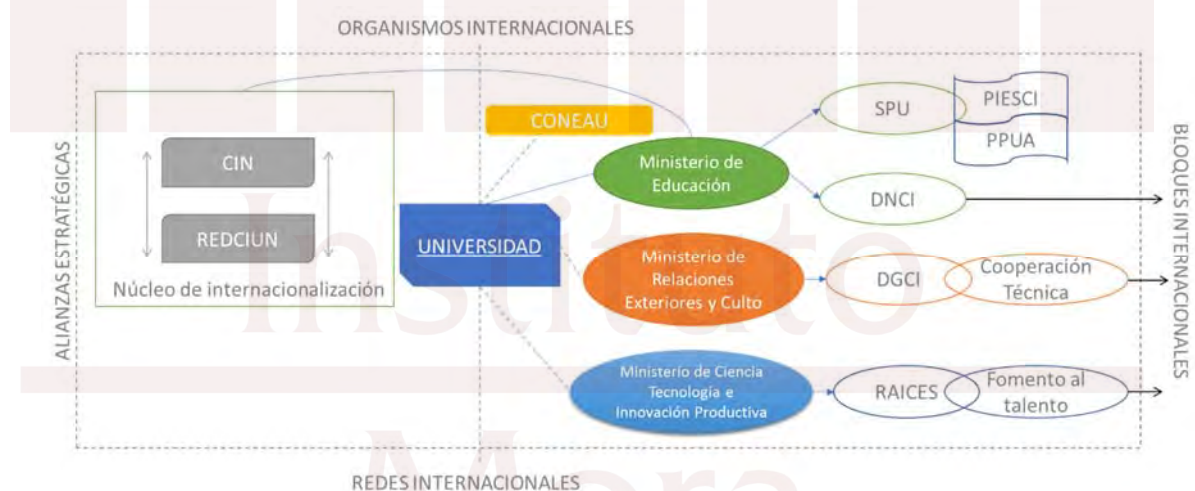 ORGANISMOS INTERNACIONALES
ALIANZAS ESTRATÉGICAS
CIN
REDCIUN
Núcleo de internacionalización
UNIVERSIDAD
CONEAU
Ministerio de
Educación
SPU
PIESCI
PPUA
DNCI
Ministerio de
Relaciones
Exteriores y Culto
DGCI
Cooperación
Técnica
Ministerio de Ciencia
Tecnología e
Innovación Productiva
RAICES
Fomento al
talento
BLOQUES INTERNACIONALES
REDES INTERNACIONALES
Instituto
Mora